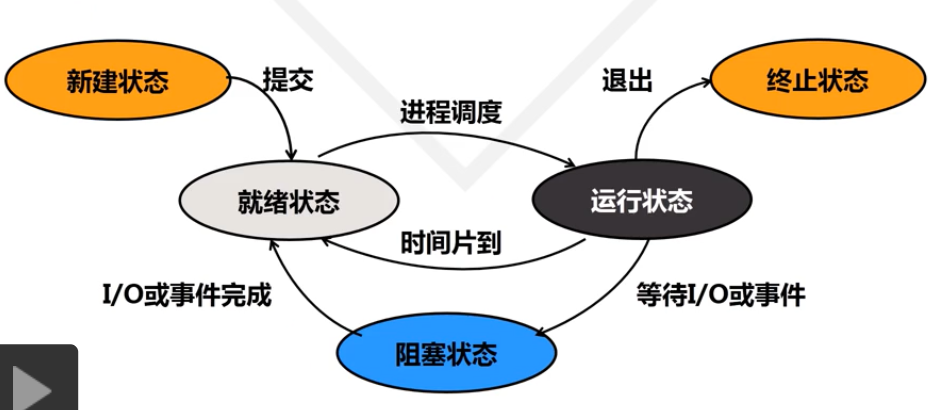 新建状态
提交
退出
终止状态
进程调度
就绪状态
运行状态
时间片到
I/O或事件完成
等待I/O或事件
阻塞状态